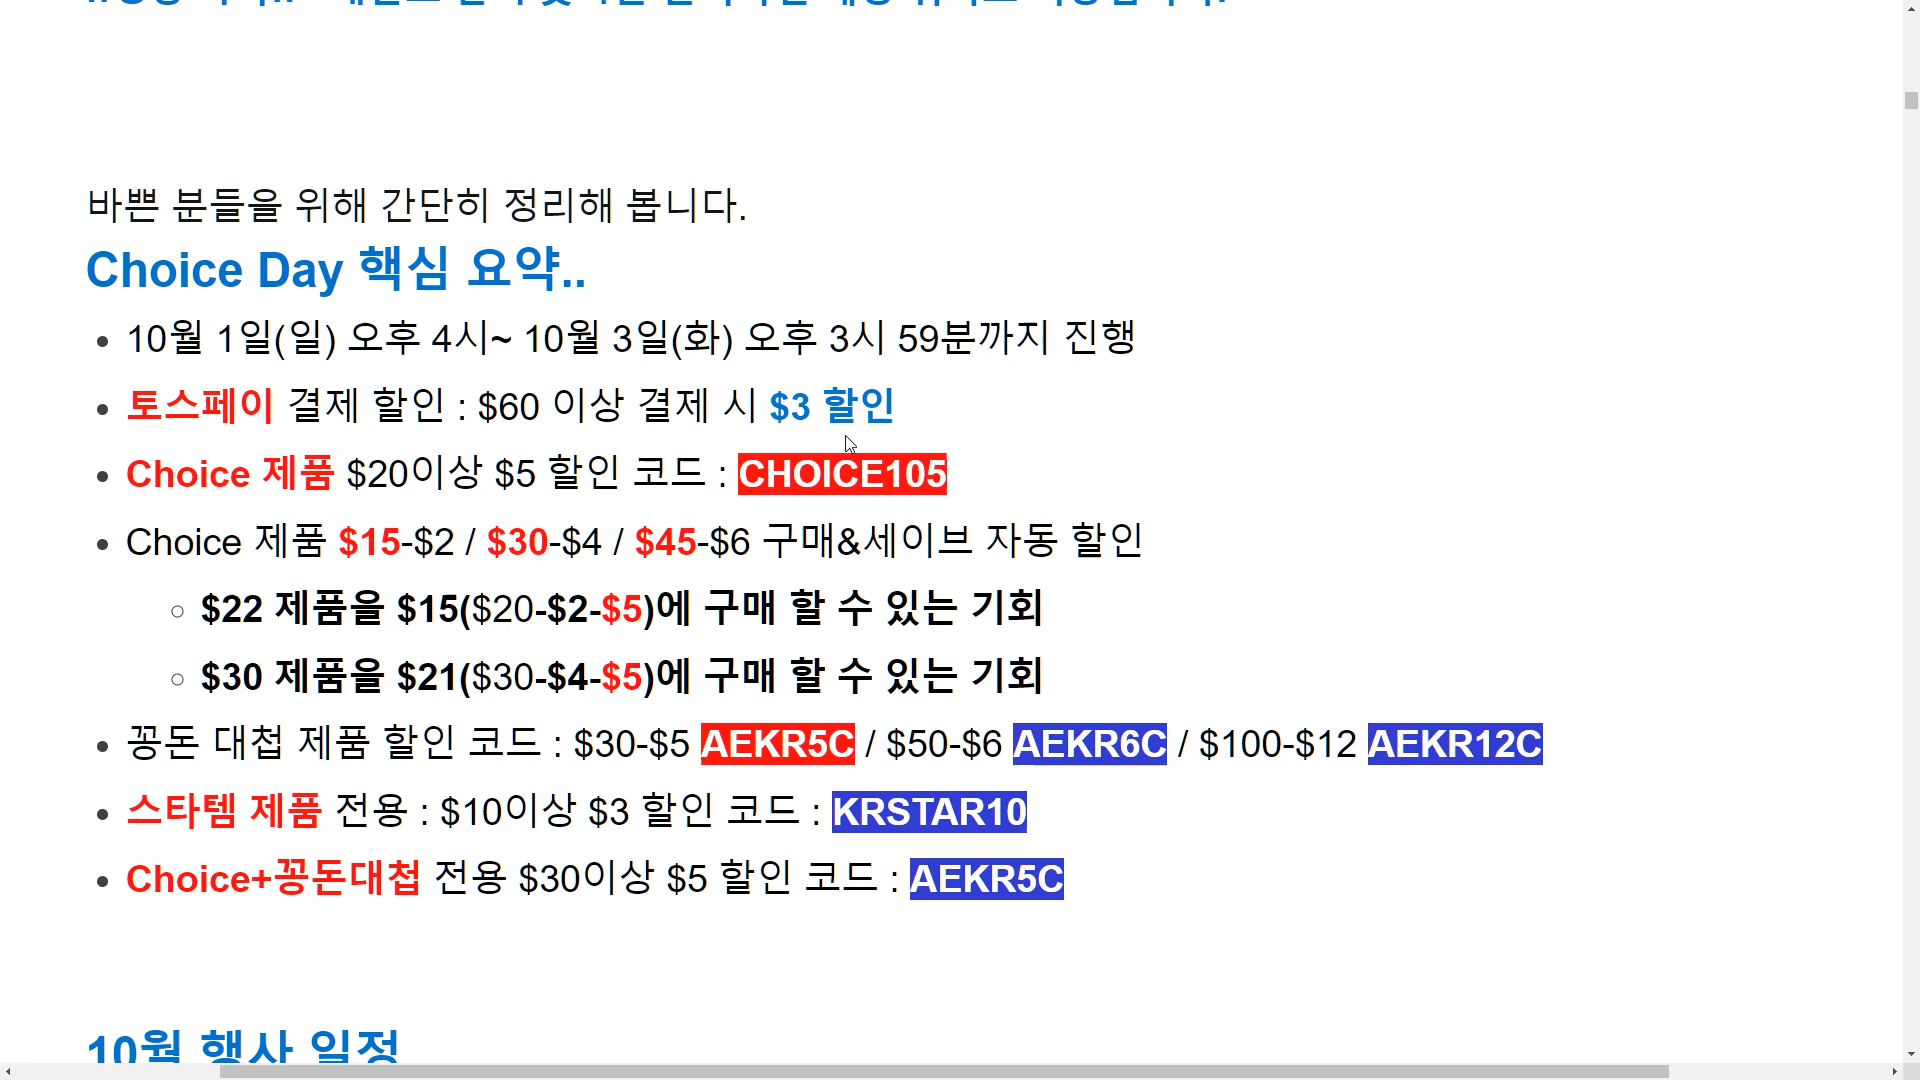 바쁜 분들을 위해 간단히 정리해 봅니다.
Choice Day 핵심 요약..
10월 1일(일) 오후 4시~ 10월 3일(화) 오후 3시 59분까지 진행
토스페이 결제 할인 : $60 이상 결제 시 $3 할인
Choice 제품 $20이상 $5 할인 코드 : CHOICE105
Choice 제품 $15-$2 / $30-$4 / $45-$6 구매&세이브 자동 할인
$22 제품을 $15($20-$2-$5)에 구매 할 수 있는 기회
$30 제품을 $21($30-$4-$5)에 구매 할 수 있는 기회
꽁돈 대첩 제품 할인 코드 : $30-$5 AEKR5C / $50-$6 AEKR6C / $100-$12 AEKR12C
스타템 제품 전용 : $10이상 $3 할인 코드 : KRSTAR10
Choice+꽁돈대첩 전용 $30이상 $5 할인 코드 : AEKR5C
10월 행사 일정